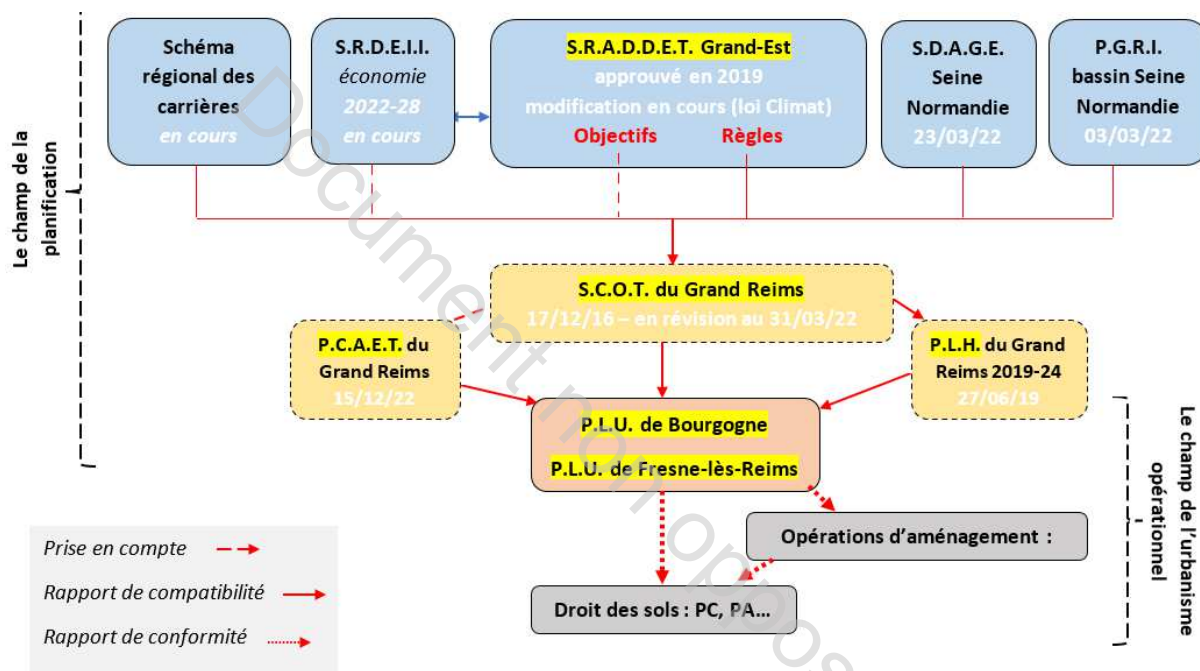 Schéma
régional des
carrières
en cours
S.R.D.E.I.I.
économie
2022-28
en cours
S.R.A.D.D.E.T. Grand-Est
approuvé en 2019
modification en cours (loi Climat)
Objectifs Règles
S.D.A.G.E.
Seine
Normandie
23/03/22
P.G.R.I.
bassin Seine
Normandie
03/03/22
Le champ de la
planification
S.C.O.T. du Grand Reims
17/12/16 – en révision au 31/03/22
P.C.A.E.T. du
Grand Reims
15/12/22
P.L.H. du Grand
Reims 2019-24
27/06/19
P.L.U. de Bourgogne
P.L.U. de Fresne-lès-Reims
Le champ de l'urbanisme
opérationnel
Opérations d'aménagement :
Droit des sols : PC, PA...
Prise en compte
Rapport de compatibilité
Rapport de conformité
Document non oppos